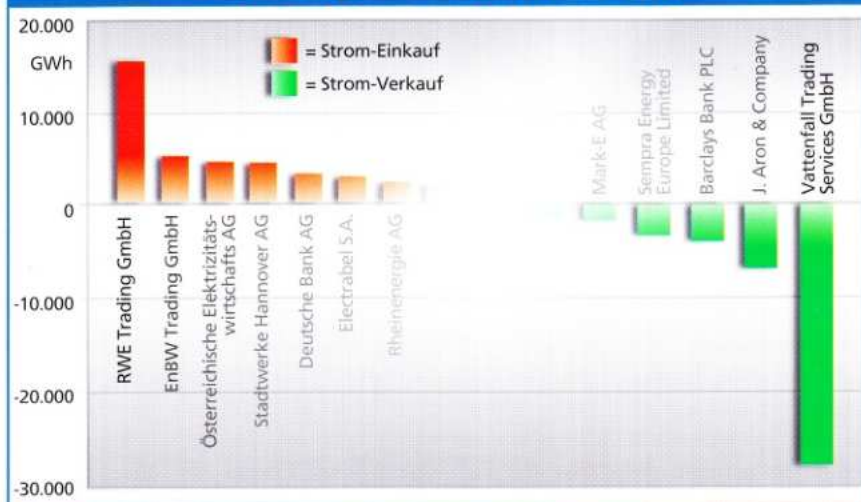 20.000
GWh
10.000
0
-10.000
-20.000
-30.000
= Strom-Einkauf
= Strom-Verkauf
RWE Trading GmbH
EnBW Trading GmbH
Österreichische Elektrizitäts-
wirtschafts AG
Stadtwerke Hannover AG
Deutsche Bank AG
Electrabel S.A.
Rheinenergie AG
Mark-E AG
Sempra Energy
Europe Limited
Barclays Bank PLC
J. Aron & Company
Vattenfall Trading
Services GmbH